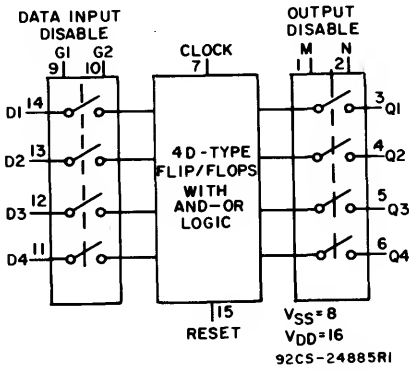 DATA INPUT
DISABLE
G1 G2
9 10
CLOCK
7
OUTPUT
DISABLE
M N
1 2
D1 14
D2 13
D3 12
D4 11
4 D-TYPE
FLIP/FLOPS
WITH
AND-OR
LOGIC
3 Q1
4 Q2
5 Q3
6 Q4
15
RESET
VSS=8
VDD=16
92CS-24885R1